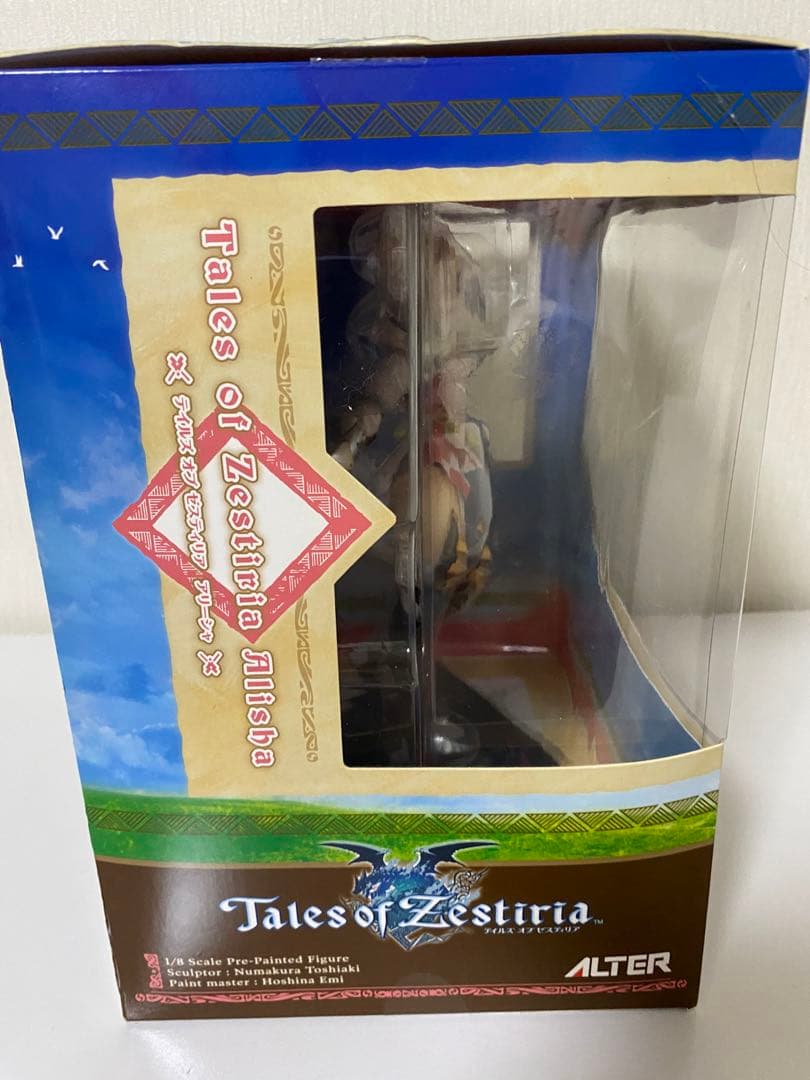 Tales of Zestiria Alisha
テイルズ オブ ゼスティリア アリーシャ
Tales of Zestiria™
テイルズ オブ ゼスティリア
1/8 Scale Pre-Painted Figure
Sculptor : Numakura Toshiaki
Paint master : Hoshina Emi
ALTER